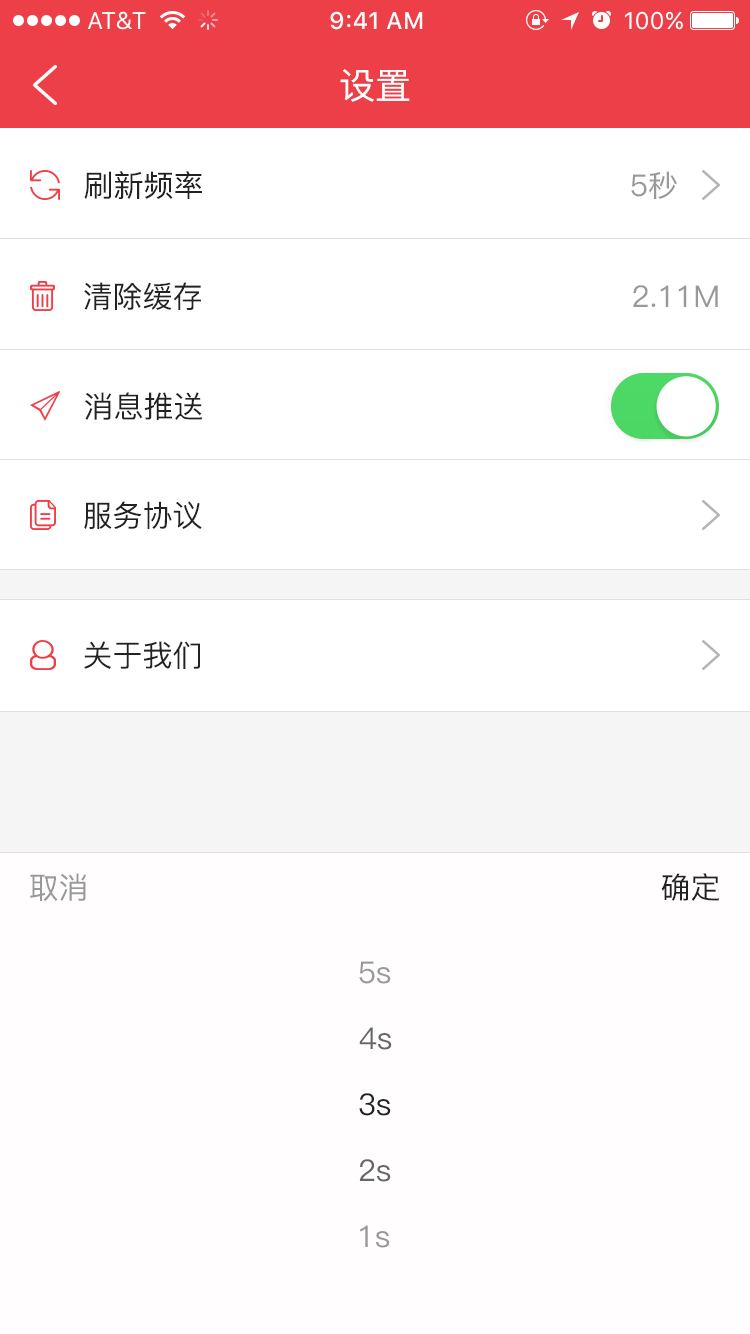 AT&T 9:41 AM 100%
设置
刷新频率 5秒
清除缓存 2.11M
消息推送
服务协议
关于我们
取消 确定
5s
4s
3s
2s
1s